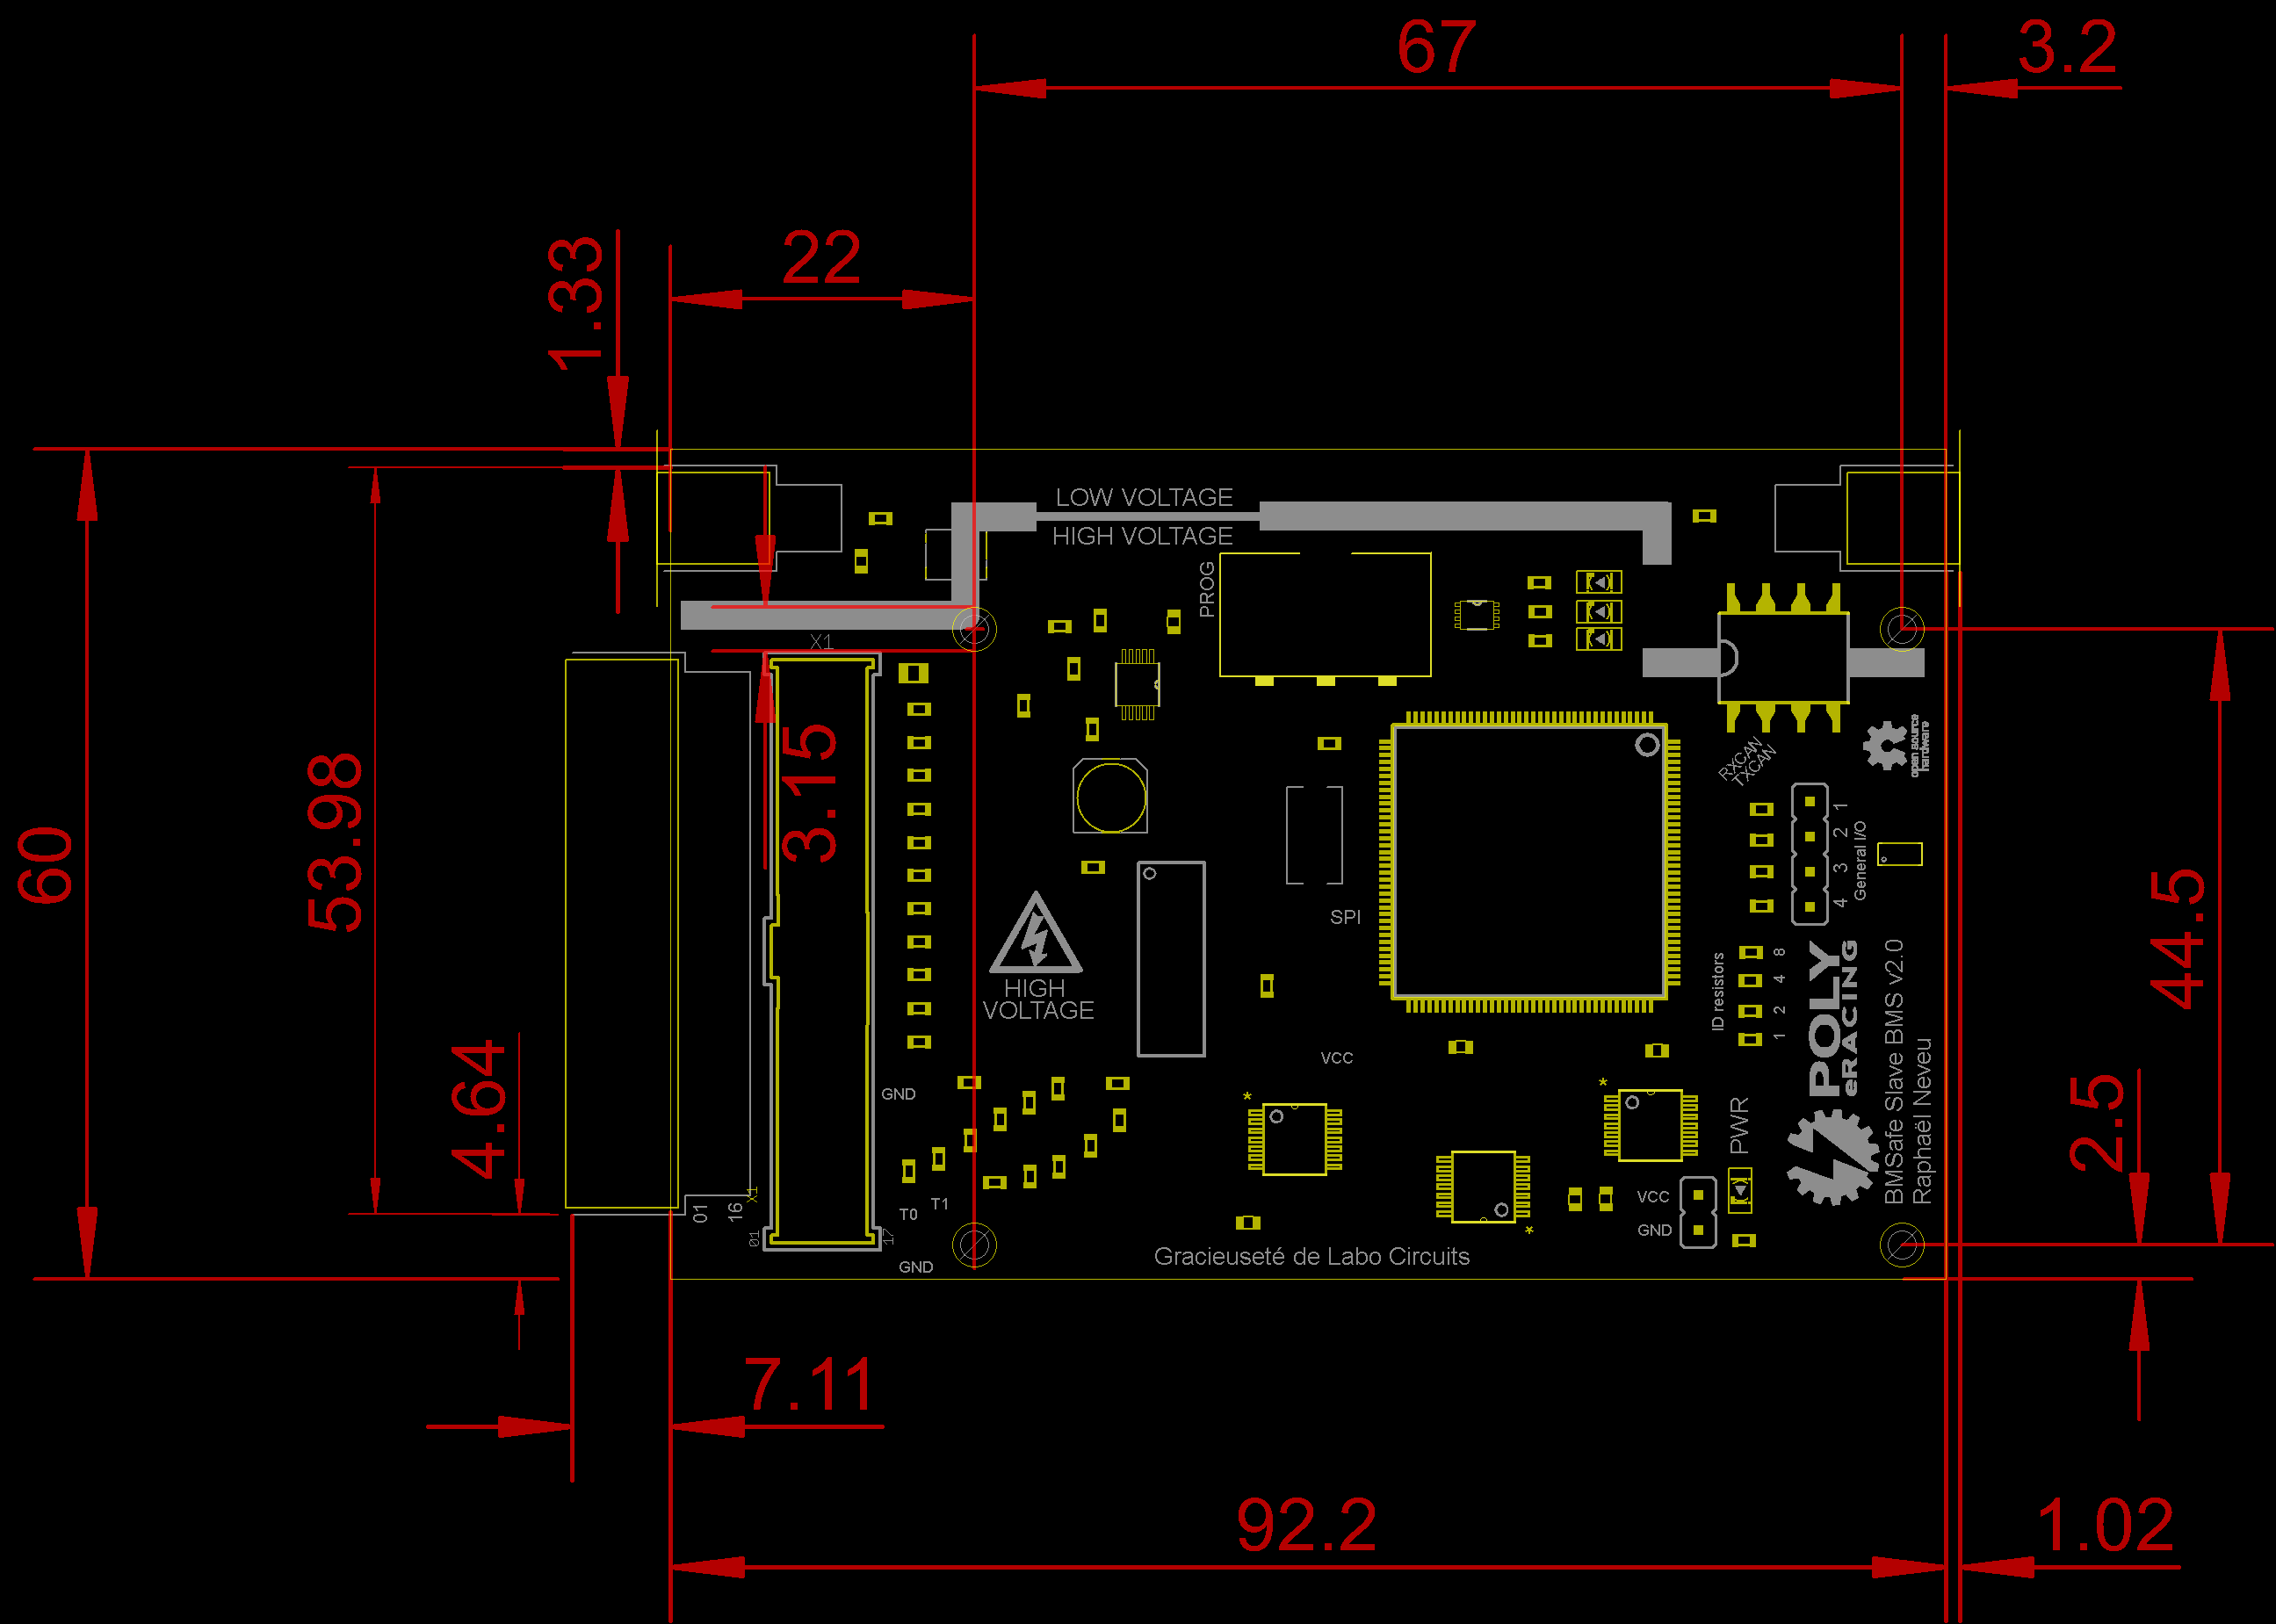 67
3.2
22
1.33
LOW VOLTAGE
HIGH VOLTAGE
PROG
X1
3.15
53.98
60
RXCAN
TXCAN
open source
hardware
1
2
3
4
General I/O
44.5
SPI
HIGH
VOLTAGE
8
4
2
1
ID resistors
POLY
eRACING
BMSafe Slave BMS v2.0
Raphaël Neveu
VCC
4.64
GND
*
*
PWR
2.5
X1
01
16
T0
T1
01
17
VCC
GND
*
Gracieuseté de Labo Circuits
GND
7.11
92.2
1.02